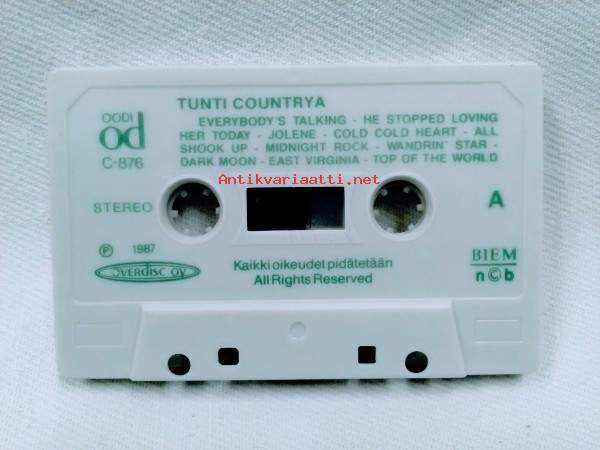 TUNTI COUNTRYA
OODI
od
C-876
EVERYBODY'S TALKING - HE STOPPED LOVING
HER TODAY - JOLENE - COLD COLD HEART - ALL
SHOOK UP - MIDNIGHT ROCK - WANDRIN' STAR -
DARK MOON - EAST VIRGINIA - TOP OF THE WORLD
Antikvariaatti.net
STEREO
A
℗ 1987
OVERDISC OY
Kaikki oikeudet pidätetään
All Rights Reserved
BIEM
n©b